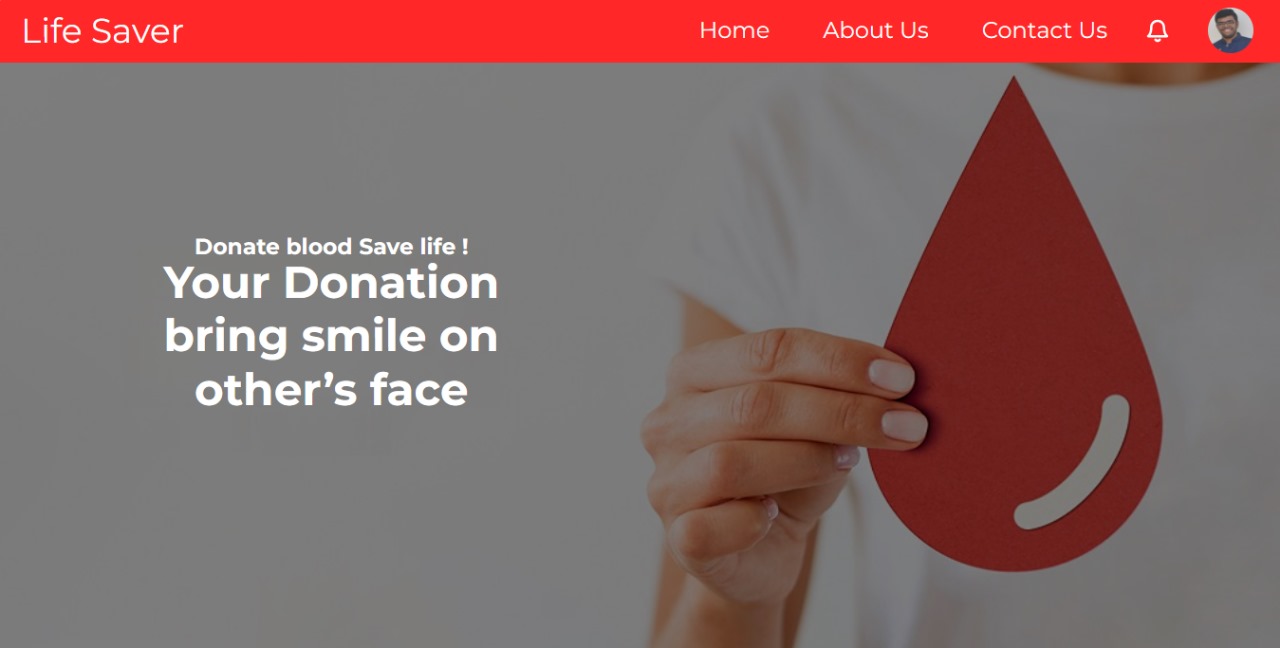 Life Saver
Home
About Us
Contact Us
Donate blood Save life !
Your Donation
bring smile on
other’s face